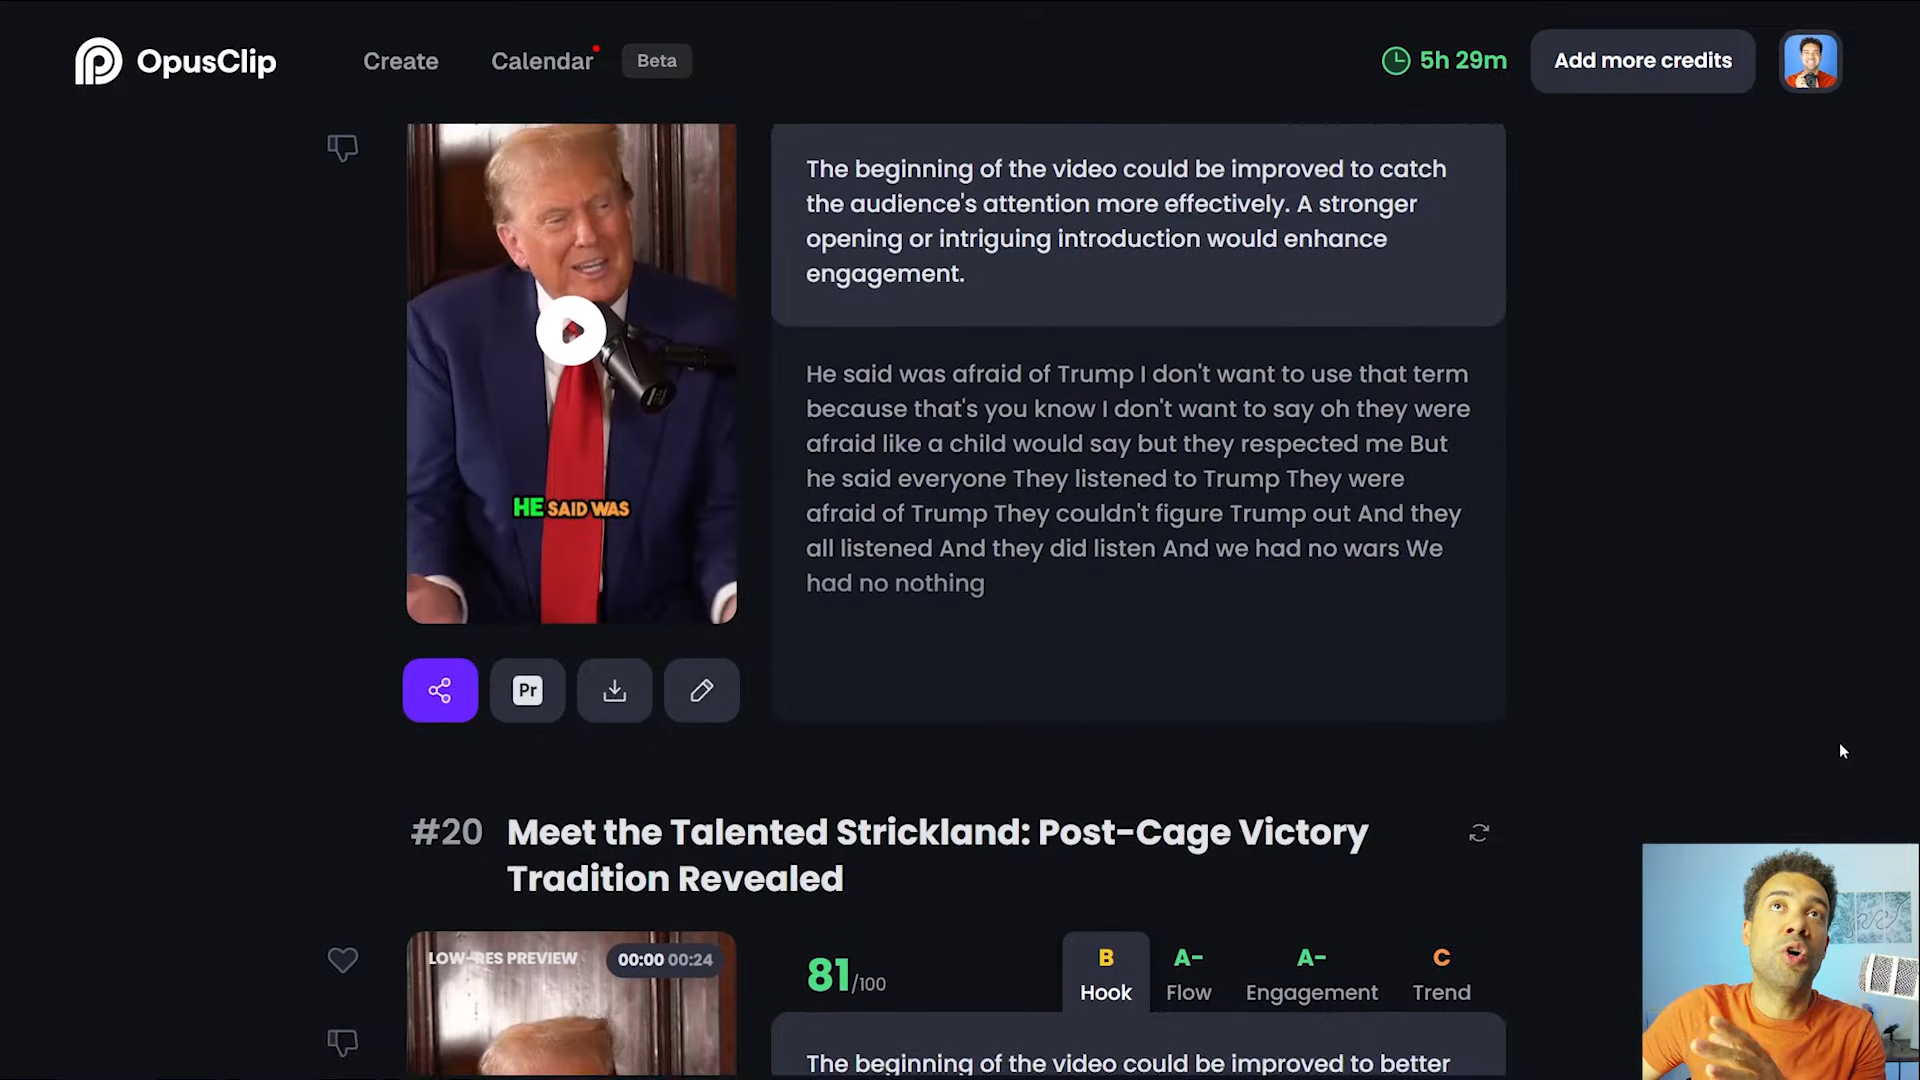 OpusClip
Create
Calendar
Beta
5h 29m
Add more credits
The beginning of the video could be improved to catch
the audience's attention more effectively. A stronger
opening or intriguing introduction would enhance
engagement.
He said was afraid of Trump I don't want to use that term
because that's you know I don't want to say oh they were
afraid like a child would say but they respected me But
he said everyone They listened to Trump They were
afraid of Trump They couldn't figure Trump out And they
all listened And they did listen And we had no wars We
had no nothing
HE SAID WAS
Pr
#20 Meet the Talented Strickland: Post-Cage Victory
Tradition Revealed
LOW-RES PREVIEW
00:00 00:24
81/100
B
Hook
A-
Flow
A-
Engagement
C
Trend
The beginning of the video could be improved to better